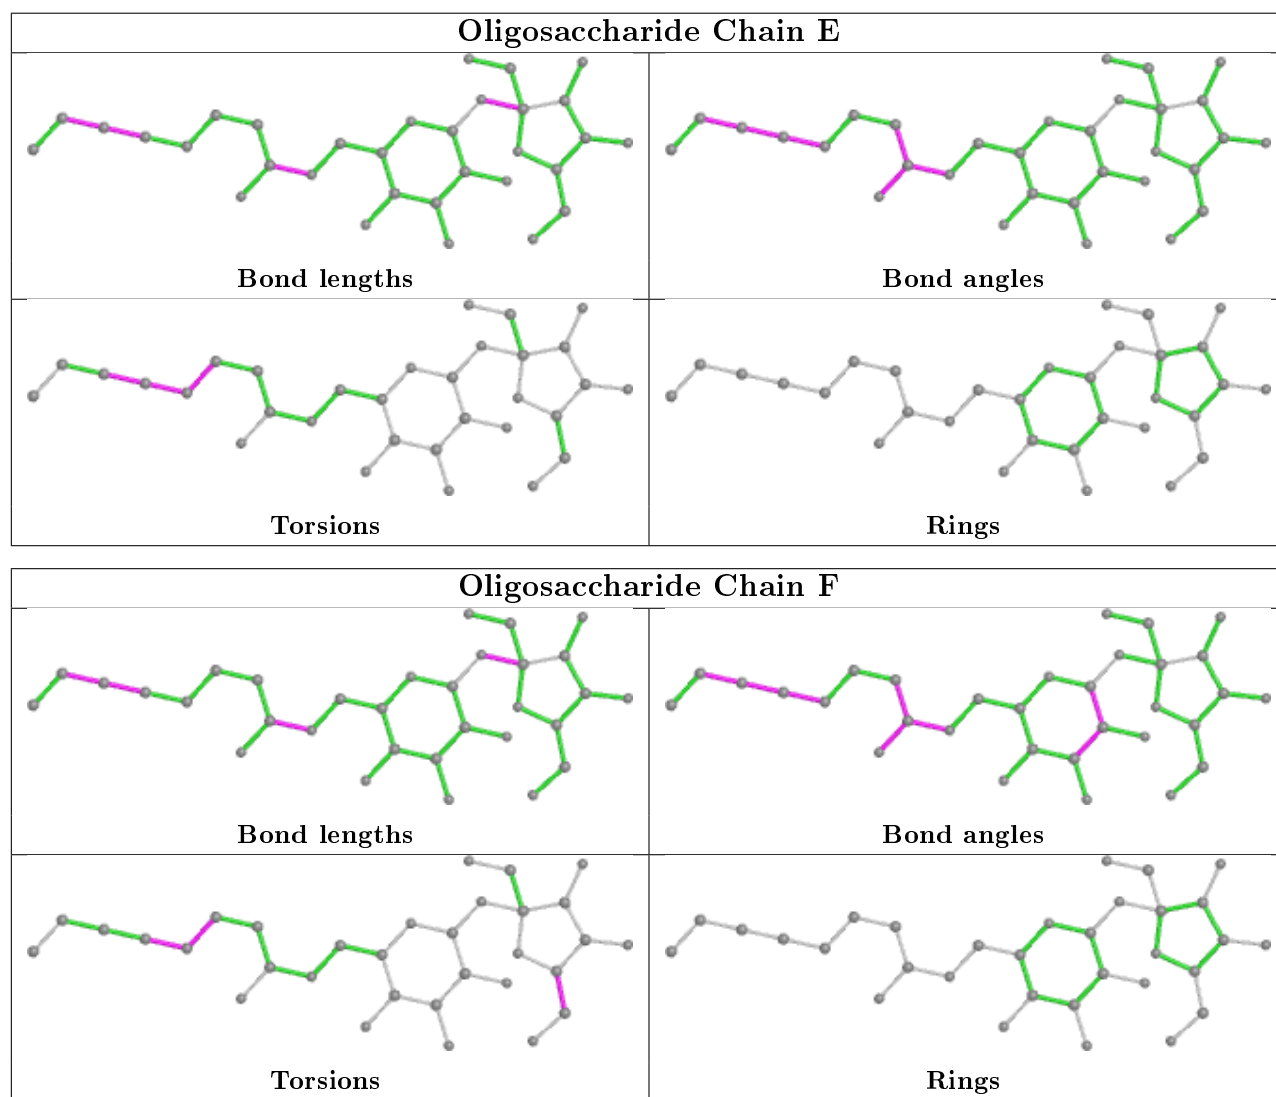 Oligosaccharide Chain E
Bond lengths
Bond angles
Torsions
Rings
Oligosaccharide Chain F
Bond lengths
Bond angles
Torsions
Rings